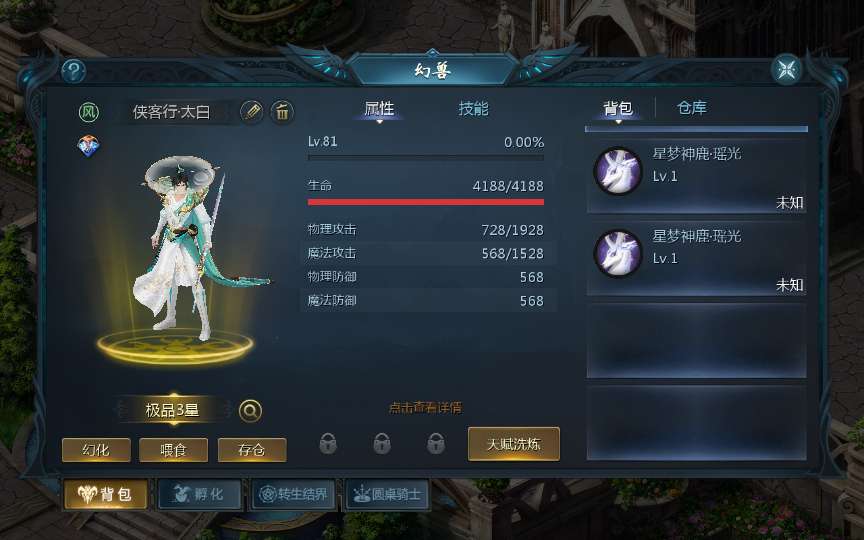 幻兽
?
风
侠客行·太白
属性
技能
背包
仓库
Lv.81
0.00%
生命
4188/4188
物理攻击
728/1928
魔法攻击
568/1528
物理防御
568
魔法防御
568
星梦神鹿·瑶光
Lv.1
未知
星梦神鹿·瑶光
Lv.1
未知
极品3星
点击查看详情
幻化
喂食
存仓
天赋洗炼
背包
孵化
转生结界
圆桌骑士